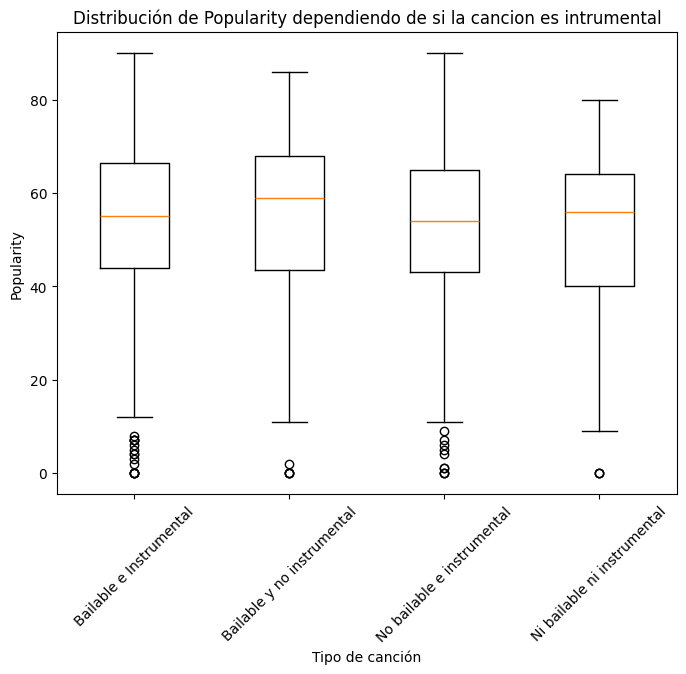 Distribución de Popularity dependiendo de si la cancion es intrumental
Popularity
80
60
40
20
0
Bailable e Instrumental
Bailable y no instrumental
No bailable e instrumental
Ni bailable ni instrumental
Tipo de canción